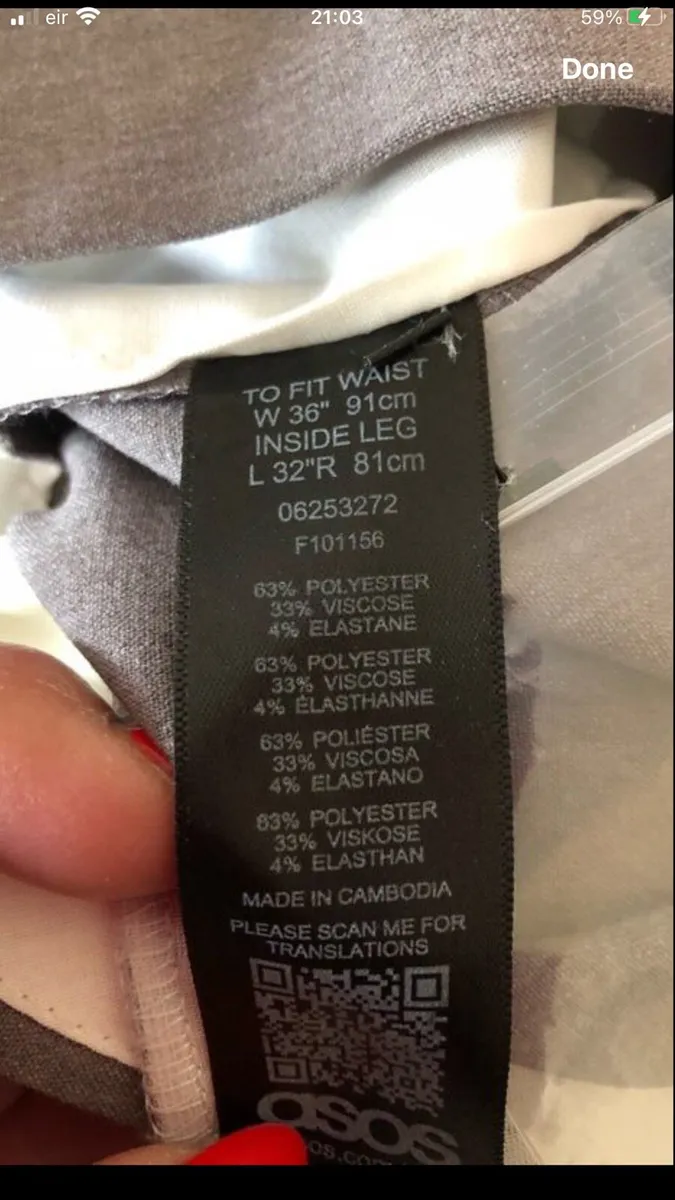 eir 21:03 59%
Done
TO FIT WAIST
W 36" 91cm
INSIDE LEG
L 32"R 81cm
06253272
F101156
63% POLYESTER
33% VISCOSE
4% ELASTANE
63% POLYESTER
33% VISCOSE
4% ÉLASTHANNE
63% POLIÉSTER
33% VISCOSA
4% ELASTANO
63% POLYESTER
33% VISKOSE
4% ELASTHAN
MADE IN CAMBODIA
PLEASE SCAN ME FOR
TRANSLATIONS
asos